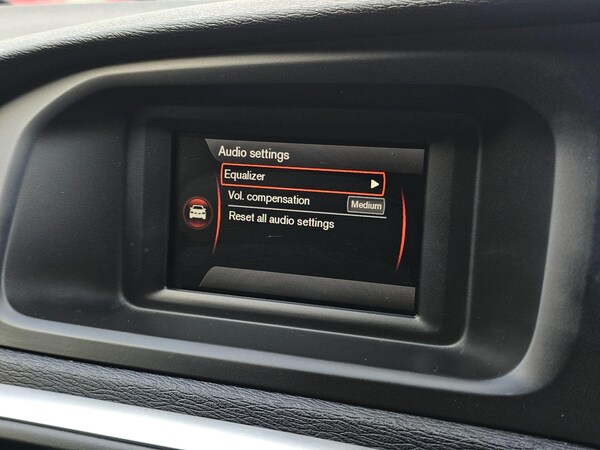 Audio settings
Equalizer
Vol. compensation Medium
Reset all audio settings